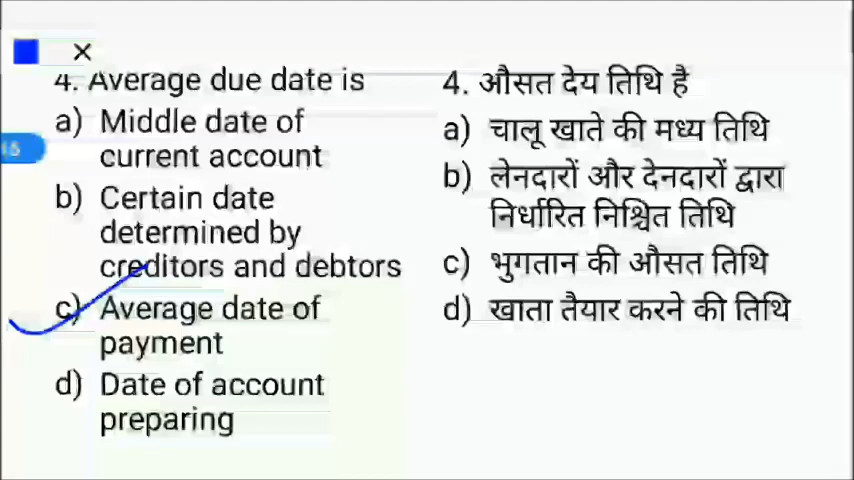 4. Average due date is
a) Middle date of
current account
b) Certain date
determined by
creditors and debtors
c) Average date of
payment
d) Date of account
preparing
4. औसत देय तिथि है
a) चालू खाते की मध्य तिथि
b) लेनदारों और देनदारों द्वारा
निर्धारित निश्चित तिथि
c) भुगतान की औसत तिथि
d) खाता तैयार करने की तिथि
15